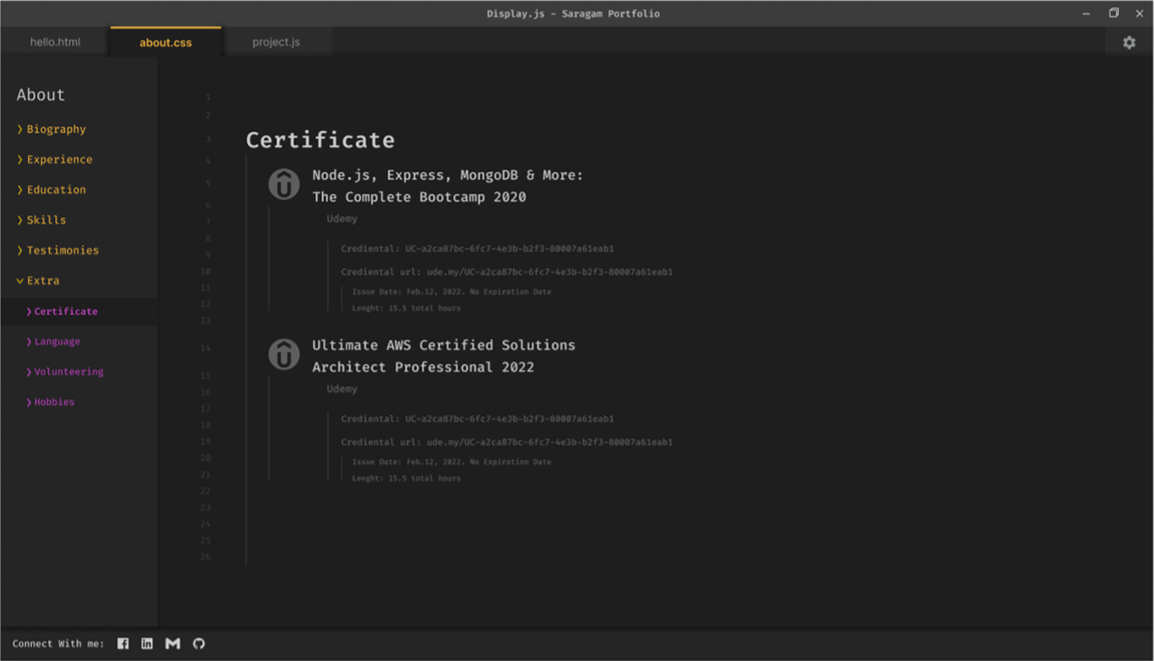 Display.js - Saragam Portfolio
hello.html
about.css
project.js
About
Biography
Experience
Education
Skills
Testimonies
Extra
Certificate
Language
Volunteering
Hobbies
1
2
3
4
5
6
7
8
9
10
11
12
13
14
15
16
17
18
19
20
21
22
23
24
25
26
Certificate
Node.js, Express, MongoDB & More:
The Complete Bootcamp 2020
Udemy
Crediental: UC-a2ca87bc-6fc7-4e3b-b2f3-80007a61eab1
Crediental url: ude.my/UC-a2ca87bc-6fc7-4e3b-b2f3-80007a61eab1
Issue Date: Feb.12, 2022. No Expiration Date
Lenght: 15.5 total hours
Ultimate AWS Certified Solutions
Architect Professional 2022
Udemy
Crediental: UC-a2ca87bc-6fc7-4e3b-b2f3-80007a61eab1
Crediental url: ude.my/UC-a2ca87bc-6fc7-4e3b-b2f3-80007a61eab1
Issue Date: Feb.12, 2022. No Expiration Date
Lenght: 15.5 total hours
Connect With me: